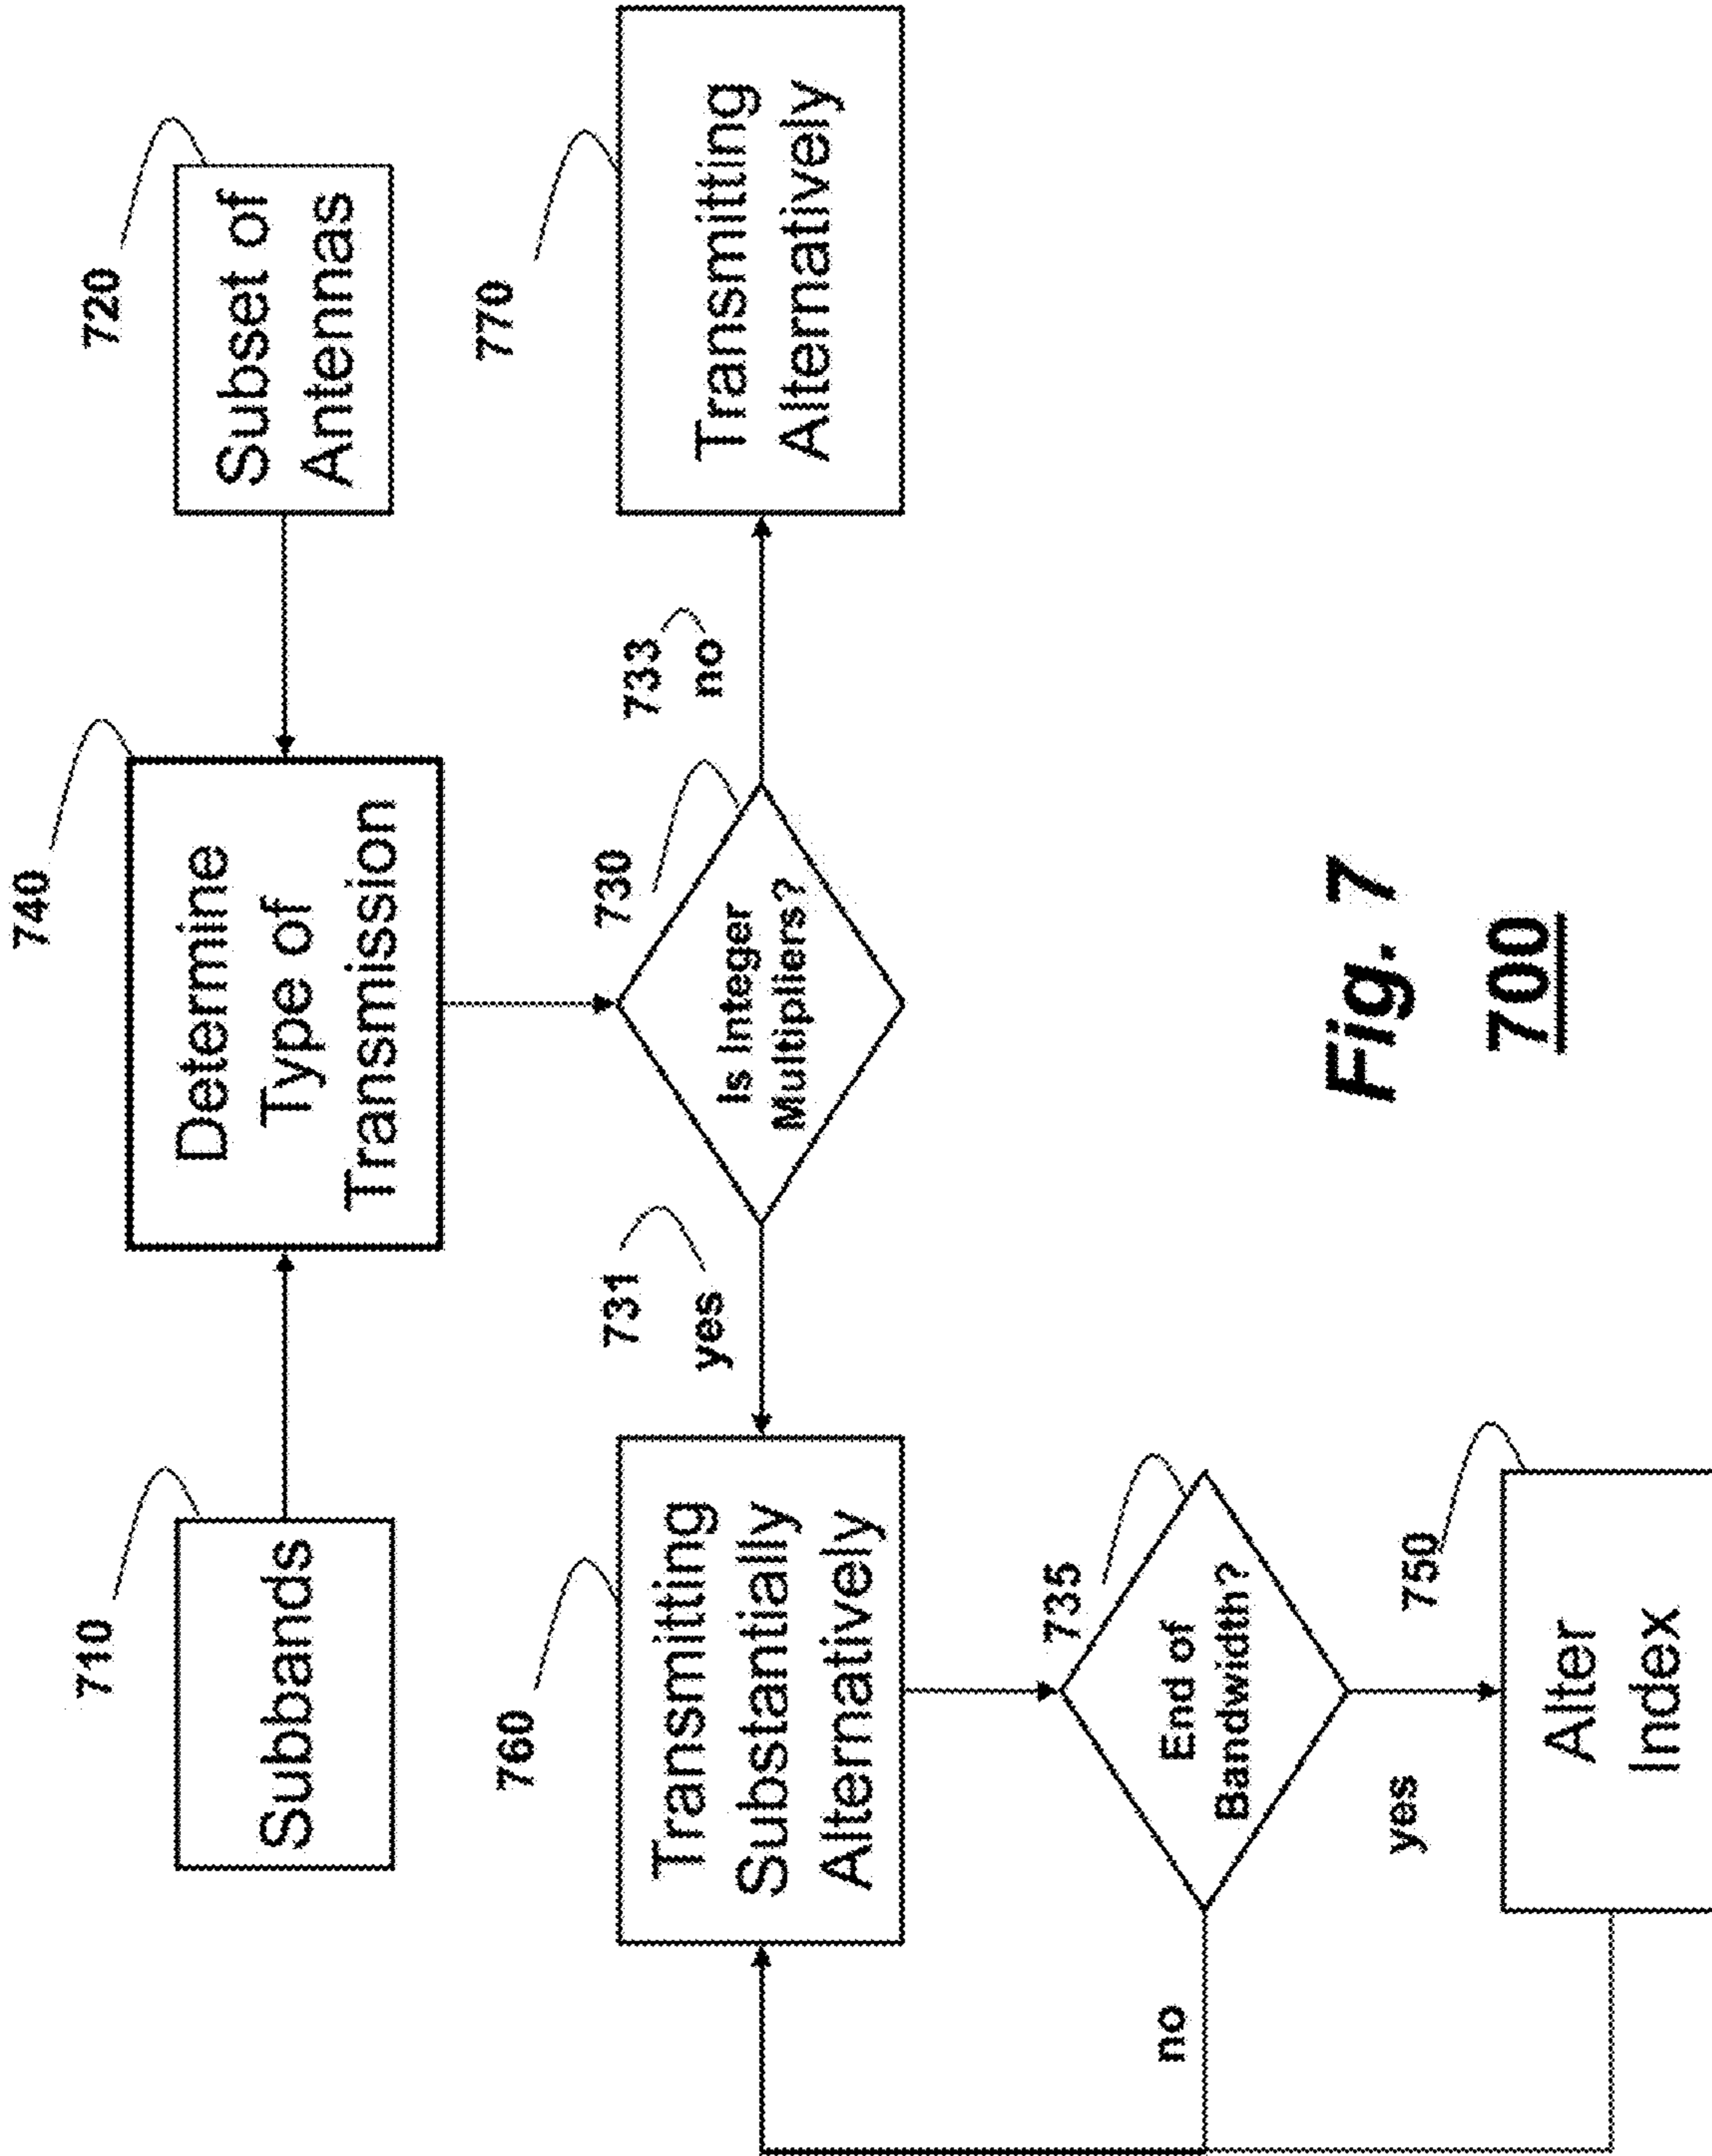 740
710
Subbands
Determine
Type of
Transmission
720
Subset of
Antennas
760
Transmitting
Substantially
Alternatively
731
yes
730
Is Integer
Multipliers?
733
no
770
Transmitting
Alternatively
no
735
End of
Bandwidth?
yes
750
Alter
Index
Fig. 7
700